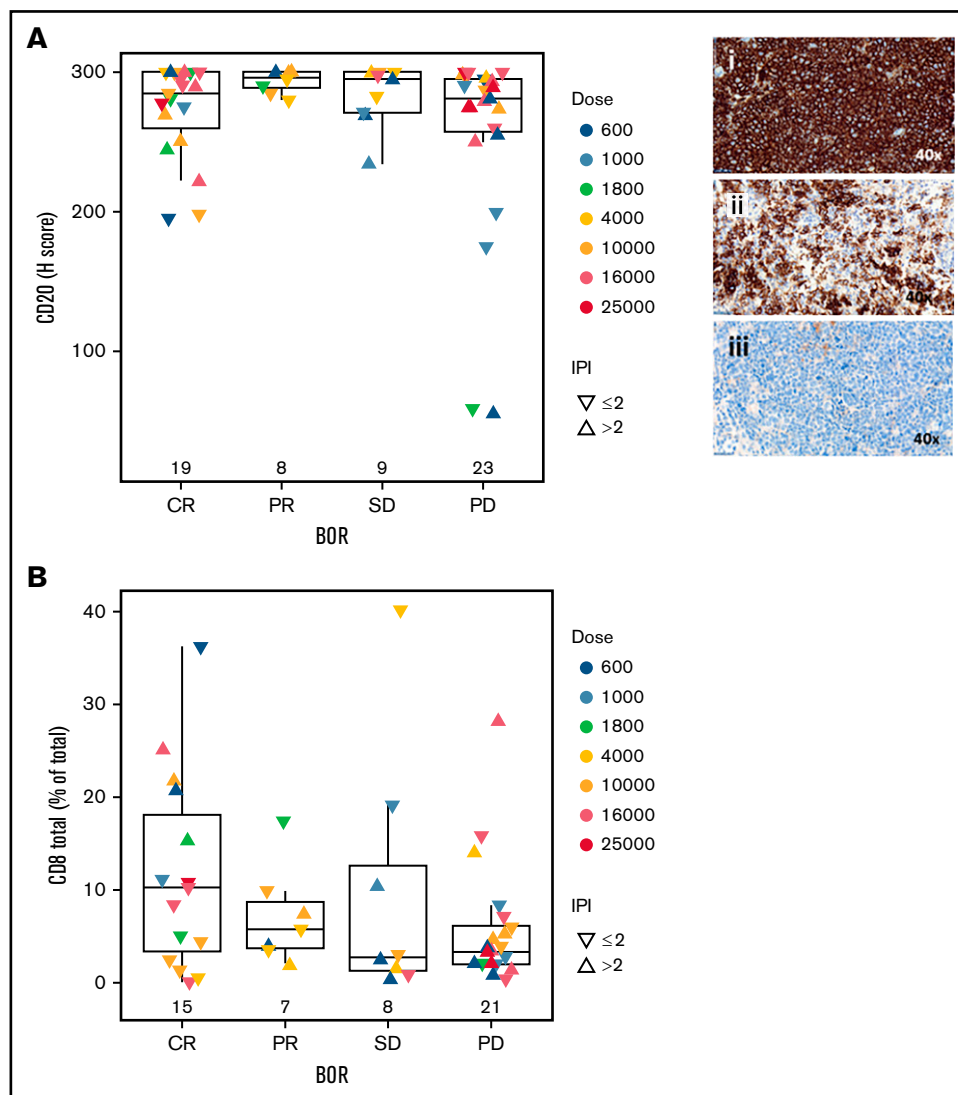 A
CD20 (H score)
300
200
100
19 8 9 23
CR PR SD PD
BOR
Dose
600
1000
1800
4000
10000
16000
25000
IPI
≤2
>2
i
40x
ii
40x
iii
40x
B
CD8 total (% of total)
40
30
20
10
0
15 7 8 21
CR PR SD PD
BOR
Dose
600
1000
1800
4000
10000
16000
25000
IPI
≤2
>2